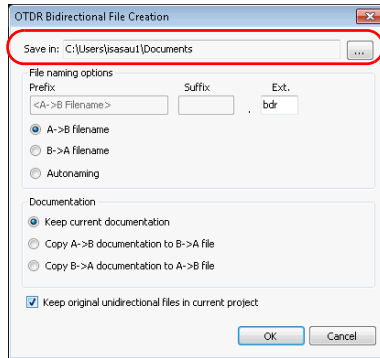 OTDR Bidirectional File Creation
Save in: C:\Users\isasau1\Documents ...
File naming options
Prefix Suffix Ext.
<A->B Filename> . bdr
A->B filename
B->A filename
Autonaming
Documentation
Keep current documentation
Copy A->B documentation to B->A file
Copy B->A documentation to A->B file
Keep original unidirectional files in current project
OK Cancel